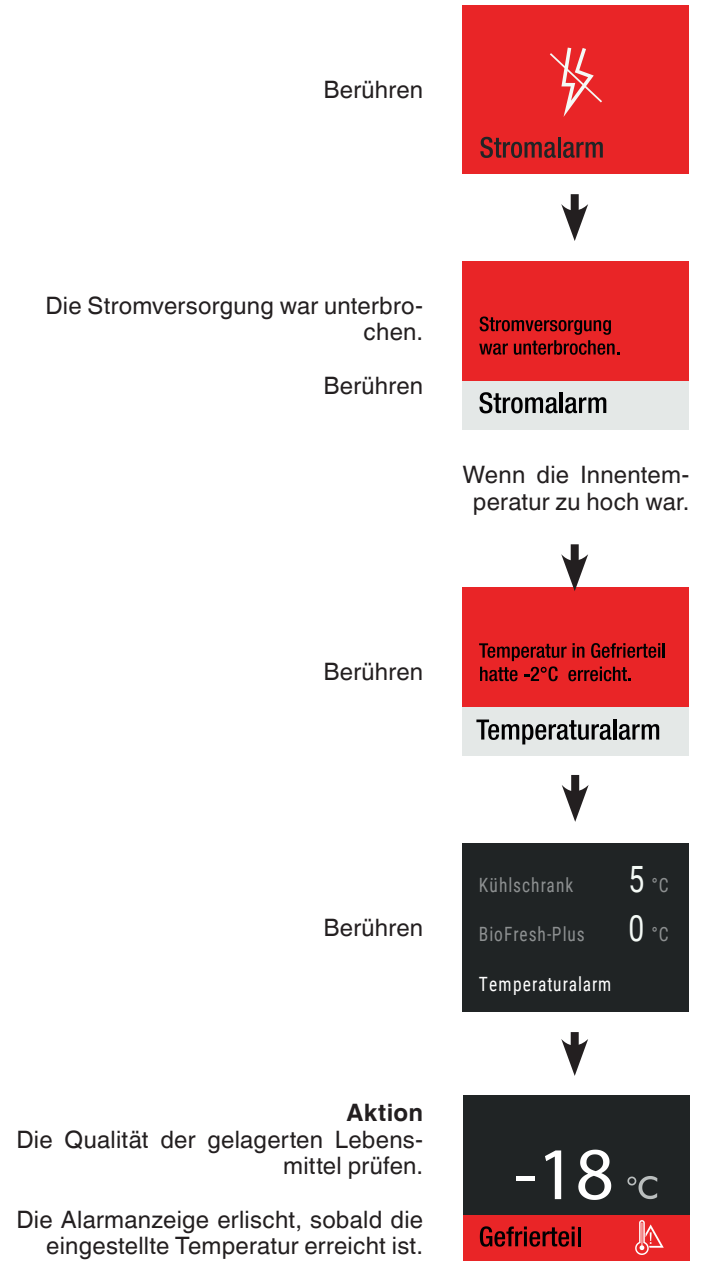 Berühren
Stromalarm
Die Stromversorgung war unterbro-
chen.
Stromversorgung
war unterbrochen.
Berühren
Stromalarm
Wenn die Innentem-
peratur zu hoch war.
Berühren
Temperatur in Gefrierteil
hatte -2°C erreicht.
Temperaturalarm
Kühlschrank 5 °C
Berühren
BioFresh-Plus 0 °C
Temperaturalarm
Aktion
Die Qualität der gelagerten Lebens-
mittel prüfen.
-18 °C
Die Alarmanzeige erlischt, sobald die
eingestellte Temperatur erreicht ist.
Gefrierteil